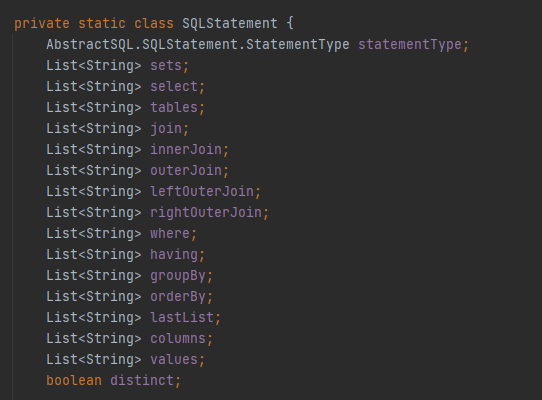 private static class SQLStatement {
AbstractSQL.SQLStatement.StatementType statementType;
List<String> sets;
List<String> select;
List<String> tables;
List<String> join;
List<String> innerJoin;
List<String> outerJoin;
List<String> leftOuterJoin;
List<String> rightOuterJoin;
List<String> where;
List<String> having;
List<String> groupBy;
List<String> orderBy;
List<String> lastList;
List<String> columns;
List<String> values;
boolean distinct;